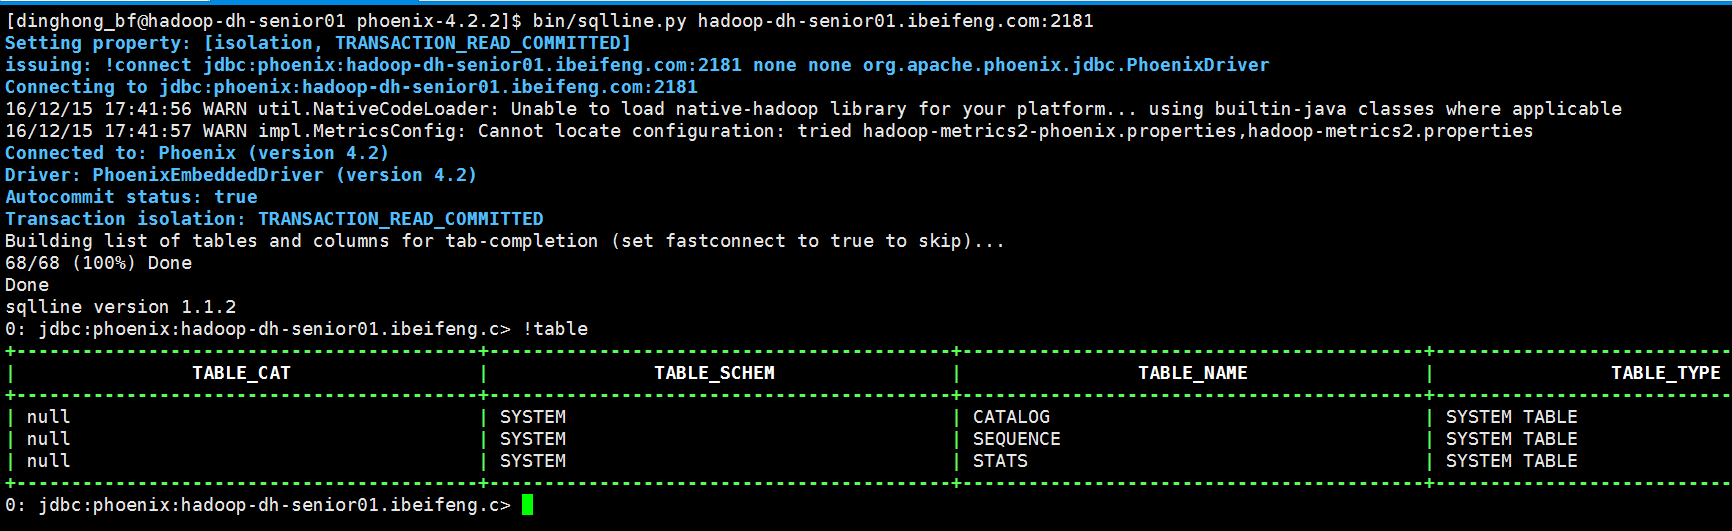 [dinghong_bf@hadoop-dh-senior01 phoenix-4.2.2]$ bin/sqlline.py hadoop-dh-senior01.ibeifeng.com:2181
Setting property: [isolation, TRANSACTION_READ_COMMITTED]
issuing: !connect jdbc:phoenix:hadoop-dh-senior01.ibeifeng.com:2181 none none org.apache.phoenix.jdbc.PhoenixDriver
Connecting to jdbc:phoenix:hadoop-dh-senior01.ibeifeng.com:2181
16/12/15 17:41:56 WARN util.NativeCodeLoader: Unable to load native-hadoop library for your platform... using builtin-java classes where applicable
16/12/15 17:41:57 WARN impl.MetricsConfig: Cannot locate configuration: tried hadoop-metrics2-phoenix.properties,hadoop-metrics2.properties
Connected to: Phoenix (version 4.2)
Driver: PhoenixEmbeddedDriver (version 4.2)
Autocommit status: true
Transaction isolation: TRANSACTION_READ_COMMITTED
Building list of tables and columns for tab-completion (set fastconnect to true to skip)...
68/68 (100%) Done
Done
sqlline version 1.1.2
0: jdbc:phoenix:hadoop-dh-senior01.ibeifeng.c> !table
+------------------------------------------+------------------------------------------+------------------------------------------+---------------------------
| TABLE_CAT | TABLE_SCHEM | TABLE_NAME | TABLE_TYPE
+------------------------------------------+------------------------------------------+------------------------------------------+---------------------------
| null | SYSTEM | CATALOG | SYSTEM TABLE
| null | SYSTEM | SEQUENCE | SYSTEM TABLE
| null | SYSTEM | STATS | SYSTEM TABLE
+------------------------------------------+------------------------------------------+------------------------------------------+---------------------------
0: jdbc:phoenix:hadoop-dh-senior01.ibeifeng.c>